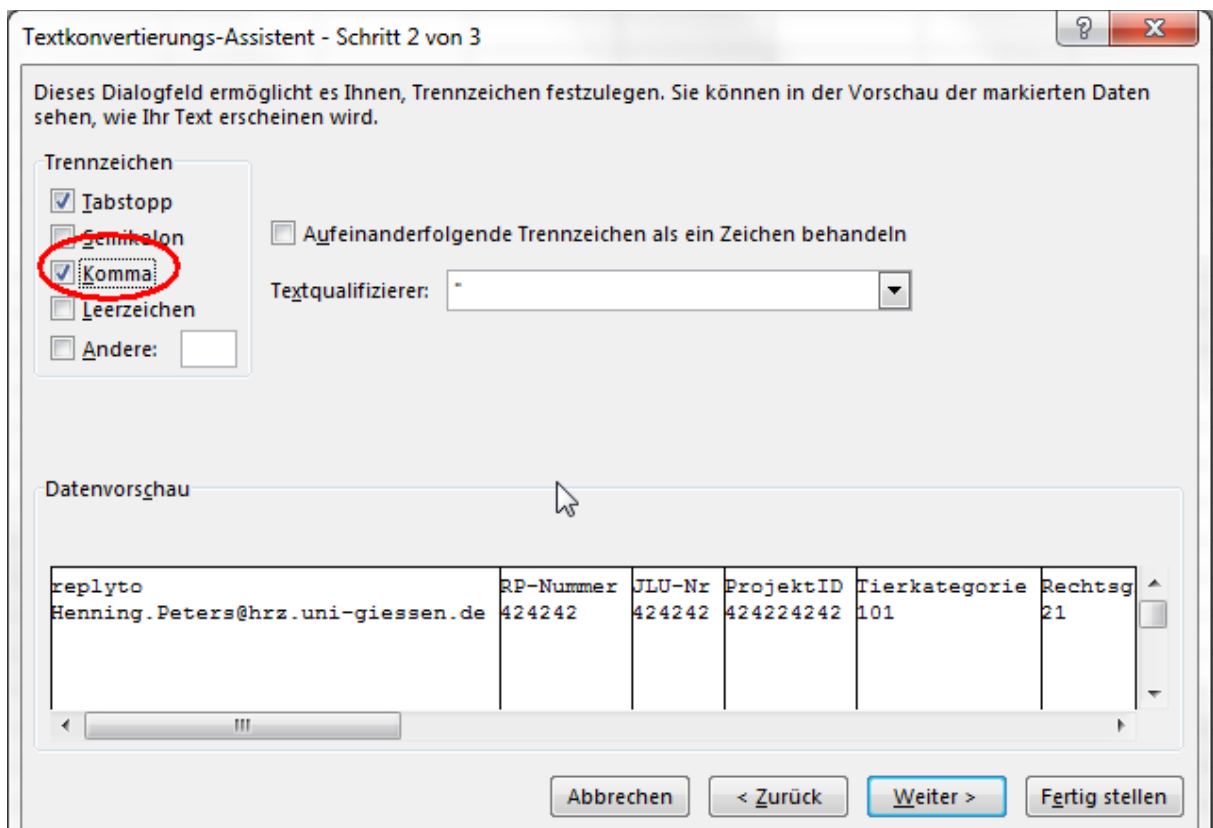 Textkonvertierungs-Assistent - Schritt 2 von 3
Dieses Dialogfeld ermöglicht es Ihnen, Trennzeichen festzulegen. Sie können in der Vorschau der markierten Daten
sehen, wie Ihr Text erscheinen wird.
Trennzeichen
Tabstopp
Semikolon
Komma
Leerzeichen
Andere:
Aufeinanderfolgende Trennzeichen als ein Zeichen behandeln
Textqualifizierer: "
Datenvorschau
replyto RP-Nummer JLU-Nr ProjektID Tierkategorie Rechtsg
Henning.Peters@hrz.uni-giessen.de 424242 424242 424224242 101 21
Abbrechen < Zurück Weiter > Fertig stellen